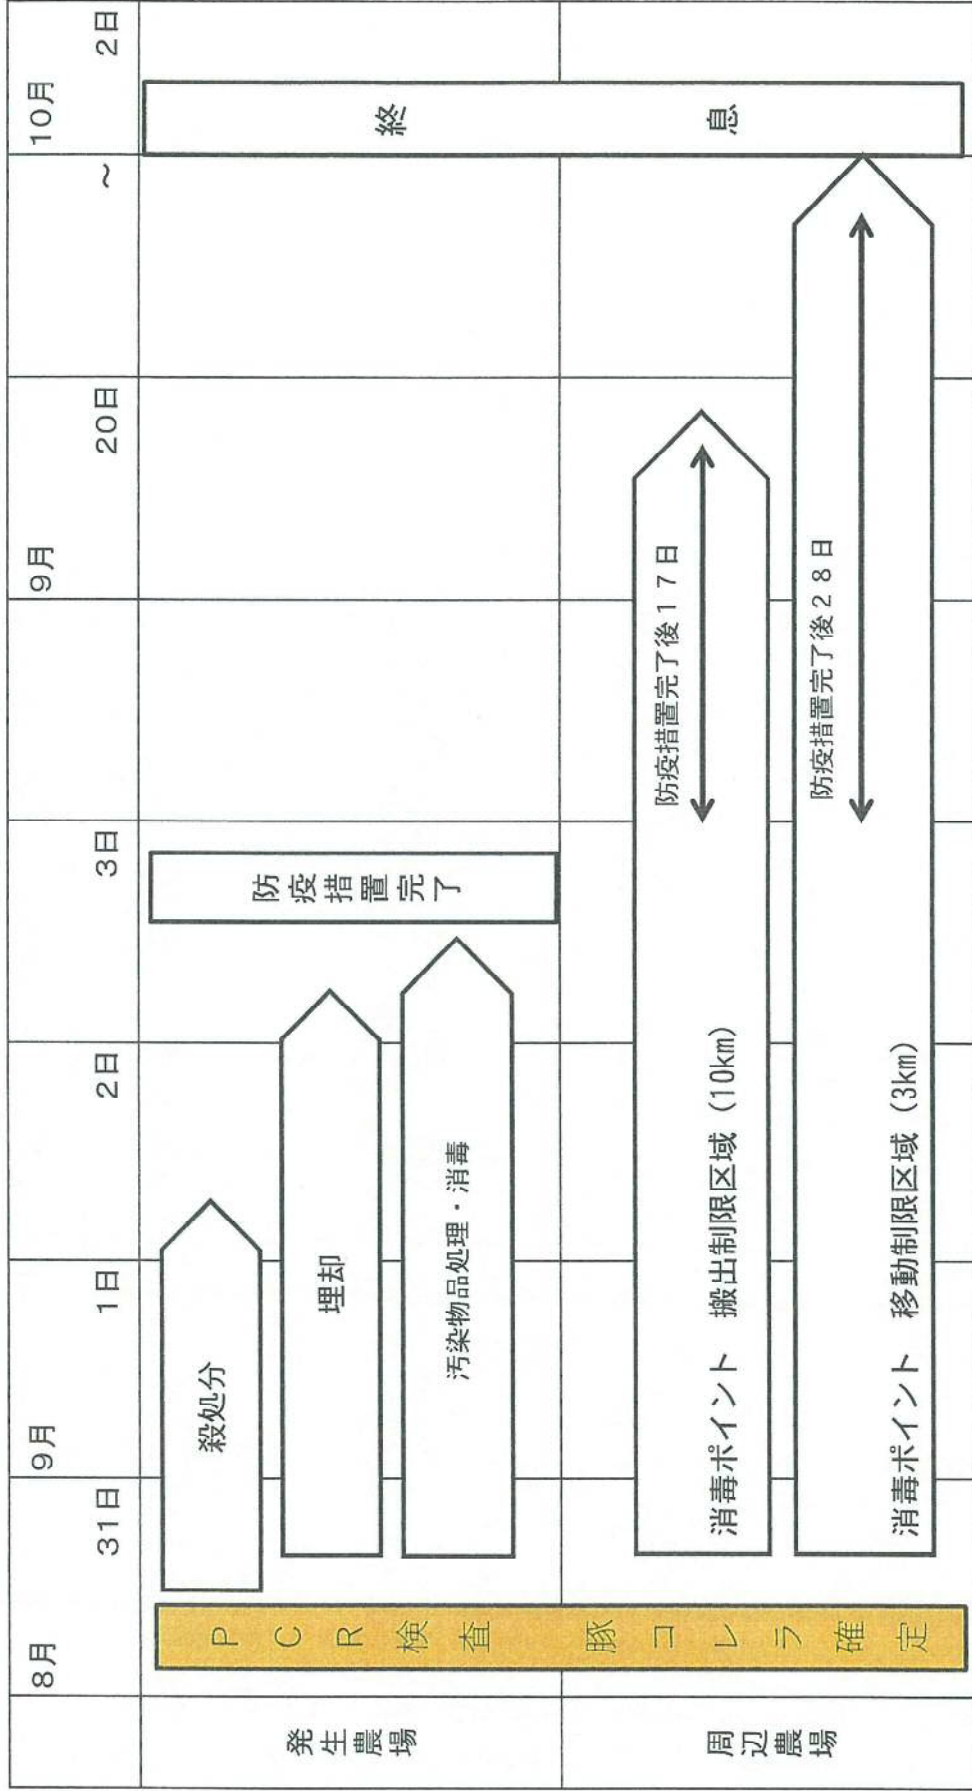 8月
9月
9月
10月
31日
1日
2日
3日
20日
~
2日
発生農場
周辺農場
PCR検査 豚コレラ確定
殺処分
埋却
汚染物品処理・消毒
防疫措置完了
終息
防疫措置完了後17日
消毒ポイント 搬出制限区域 (10km)
防疫措置完了後28日
消毒ポイント 移動制限区域 (3km)